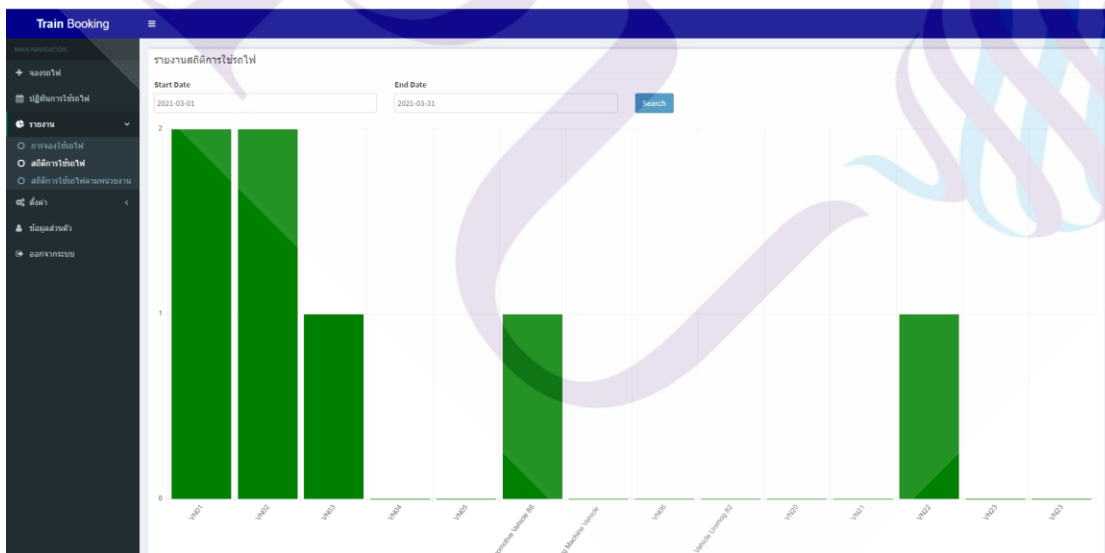 Train Booking
MAIN NAVIGATION
จองรถไฟ
ปฏิทินการใช้รถไฟ
รายงาน
การจองใช้รถไฟ
สถิติการใช้รถไฟ
สถิติการใช้รถไฟตามหน่วยงาน
ตั้งค่า
ข้อมูลส่วนตัว
ออกจากระบบ
รายงานสถิติการใช้รถไฟ
Start Date End Date
2021-03-01 2021-03-31 Search
2
1
0
VN01 VN02 VN03 VN04 VN05 Vehicle 88 Machine Vehicle VN06 Vehicle Unimog 82 VN20 VN21 VN22 VN23 VN23